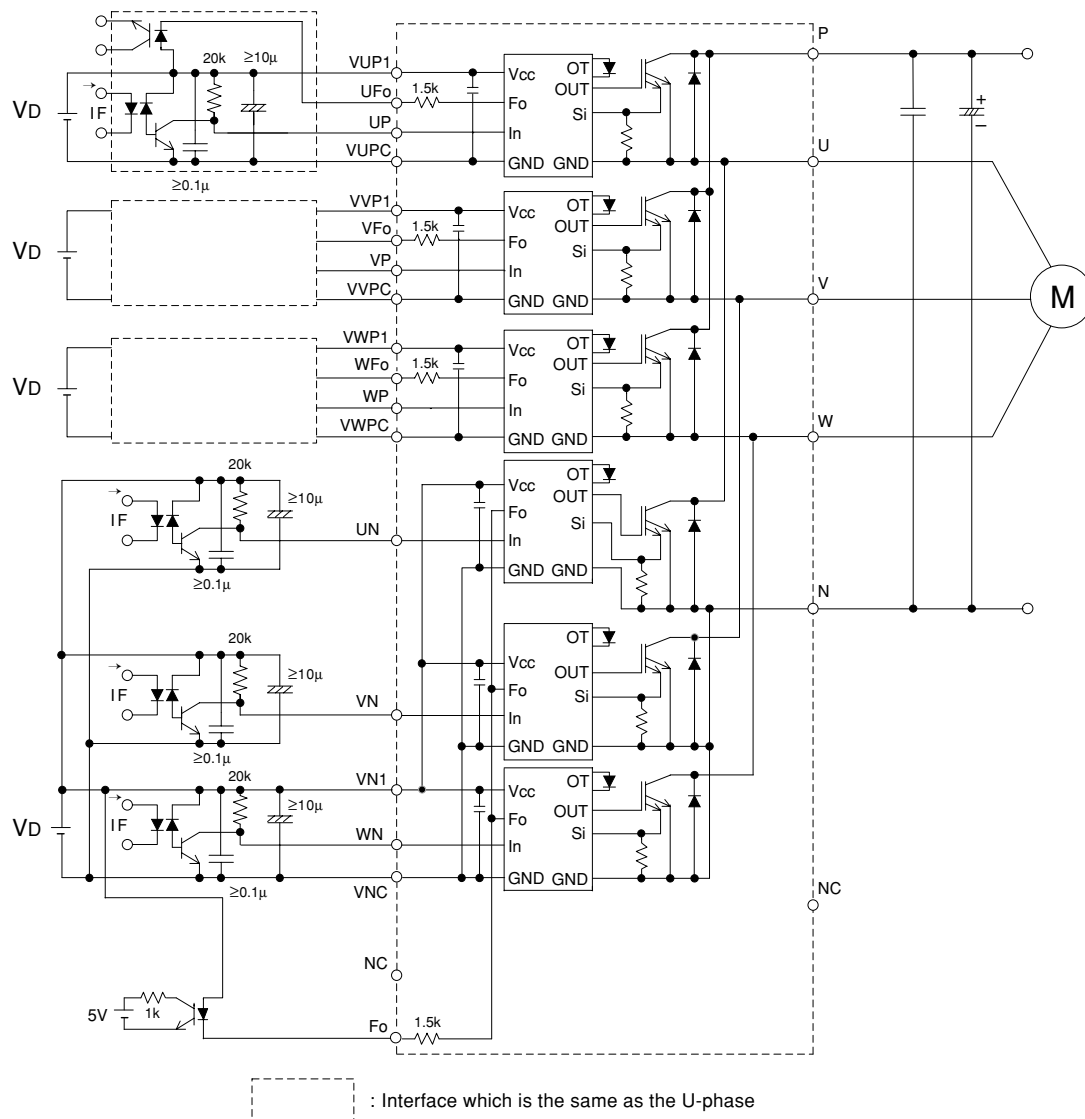 P
20k
≥10μ
VUP1
UFo
UP
VUPC
VD
IF
≥0.1μ
1.5k
Vcc
Fo
In
GND
OT
OUT
Si
GND
+
–
U
VVP1
VFo
VP
VVPC
VD
1.5k
Vcc
Fo
In
GND
OT
OUT
Si
GND
V
M
VWP1
WFo
WP
VWPC
VD
1.5k
Vcc
Fo
In
GND
OT
OUT
Si
GND
W
20k
≥10μ
IF
≥0.1μ
UN
Vcc
Fo
In
GND
OT
OUT
Si
GND
N
20k
≥10μ
IF
≥0.1μ
VN
Vcc
Fo
In
GND
OT
OUT
Si
GND
20k
≥10μ
VN1
VD
IF
≥0.1μ
WN
VNC
Vcc
Fo
In
GND
OT
OUT
Si
GND
NC
NC
5V
1k
Fo
1.5k
: Interface which is the same as the U-phase